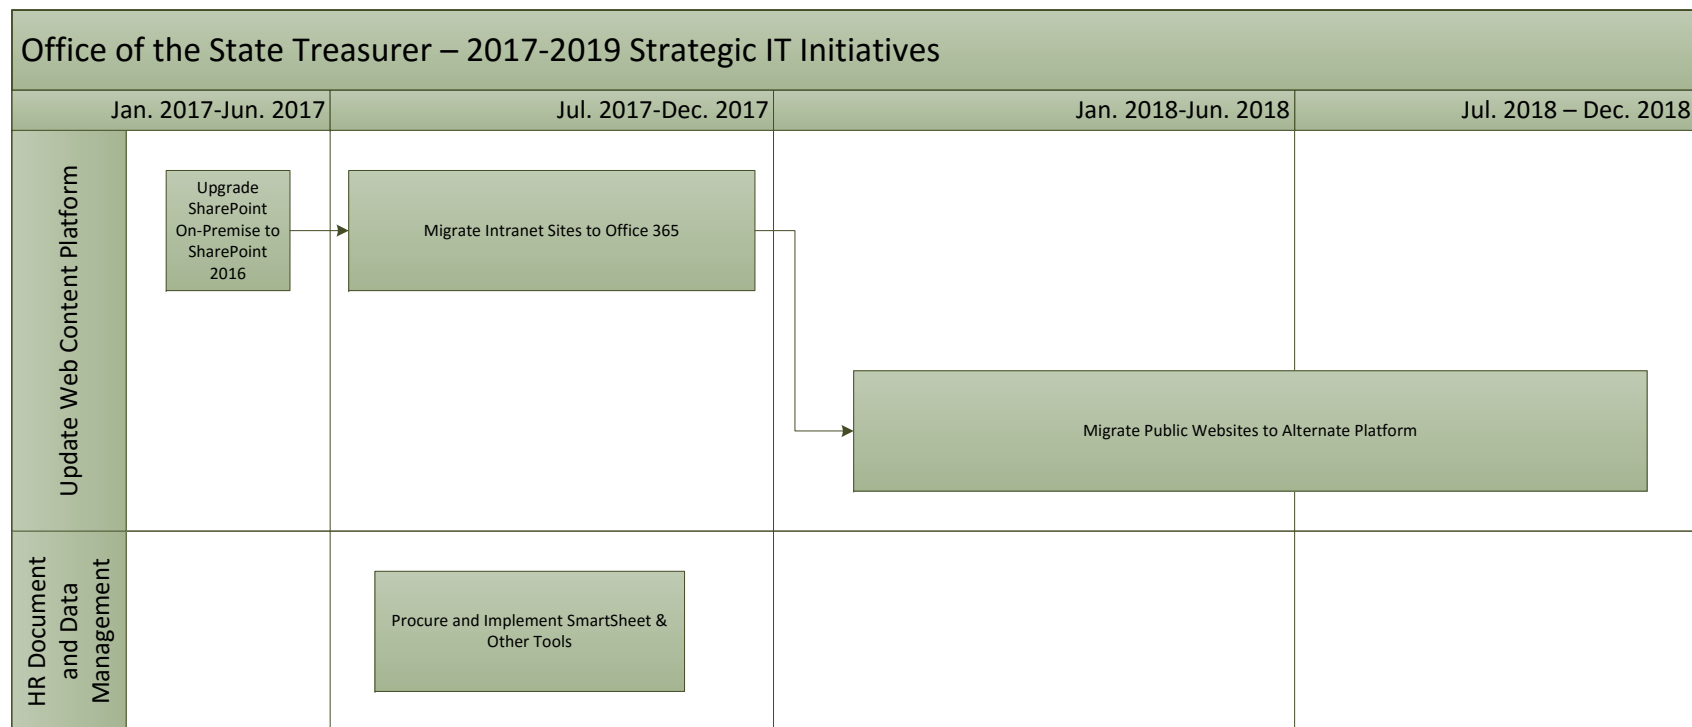 Office of the State Treasurer – 2017-2019 Strategic IT Initiatives
Jan. 2017-Jun. 2017
Jul. 2017-Dec. 2017
Jan. 2018-Jun. 2018
Jul. 2018 – Dec. 2018
Update Web Content Platform
Upgrade
SharePoint
On-Premise to
SharePoint
2016
Migrate Intranet Sites to Office 365
Migrate Public Websites to Alternate Platform
HR Document
and Data
Management
Procure and Implement SmartSheet &
Other Tools